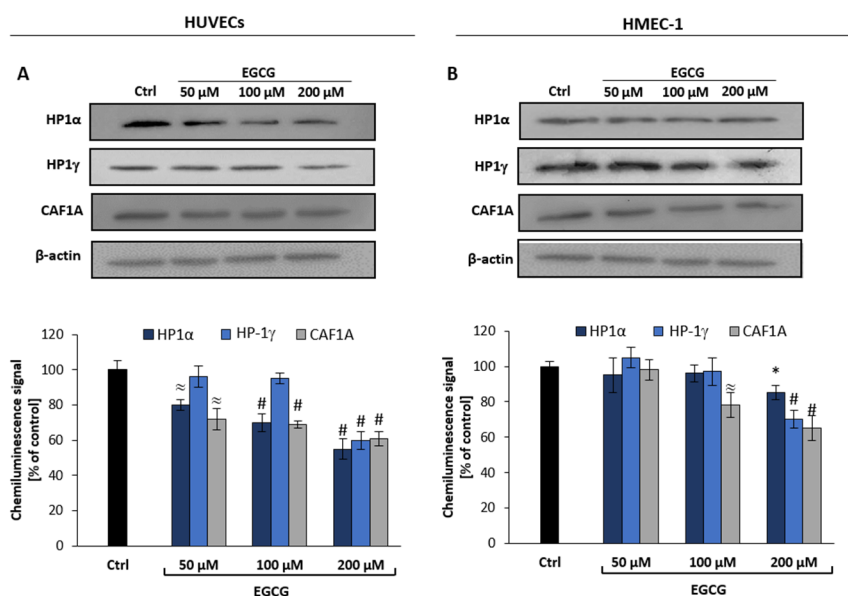 HUVECs
A
EGCG
Ctrl 50 µM 100 µM 200 µM
HP1α
HP1γ
CAF1A
β-actin
120
100
80
60
40
20
0
Chemiluminescence signal
[% of control]
HP1α HP-1γ CAF1A
≈ ≈ # # # # #
Ctrl 50 µM 100 µM 200 µM
EGCG
HMEC-1
B
EGCG
Ctrl 50 µM 100 µM 200 µM
HP1α
HP1γ
CAF1A
β-actin
120
100
80
60
40
20
0
Chemiluminescence signal
[% of control]
HP1α HP-1γ CAF1A
≈ * # #
Ctrl 50 µM 100 µM 200 µM
EGCG